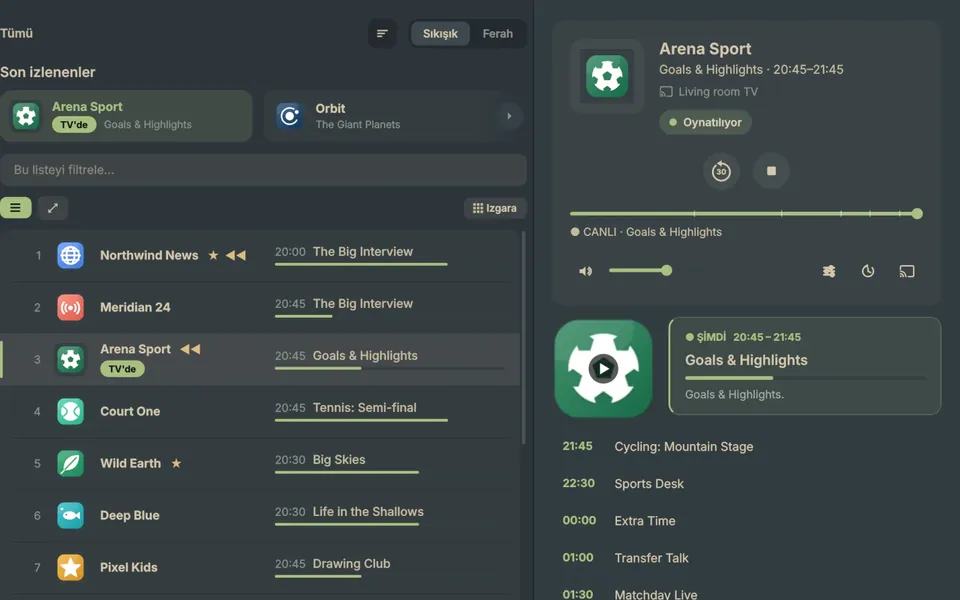 Tümü
Sıkışık
Ferah
Son izlenenler
Arena Sport
TV'de Goals & Highlights
Orbit
The Giant Planets
Bu listeyi filtrele...
Izgara
1 Northwind News 20:00 The Big Interview
2 Meridian 24 20:45 The Big Interview
3 Arena Sport 20:45 Goals & Highlights
TV'de
4 Court One 20:45 Tennis: Semi-final
5 Wild Earth 20:30 Big Skies
6 Deep Blue 20:30 Life in the Shallows
7 Pixel Kids 20:45 Drawing Club
Arena Sport
Goals & Highlights · 20:45–21:45
Living room TV
Oynatılıyor
30
CANLI · Goals & Highlights
ŞİMDİ 20:45 – 21:45
Goals & Highlights
Goals & Highlights.
21:45 Cycling: Mountain Stage
22:30 Sports Desk
00:00 Extra Time
01:00 Transfer Talk
01:30 Matchday Live